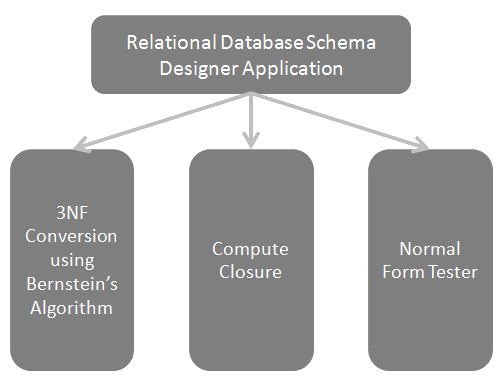 Relational Database Schema
Designer Application
3NF
Conversion
using
Bernstein's
Algorithm
Compute
Closure
Normal
Form Tester